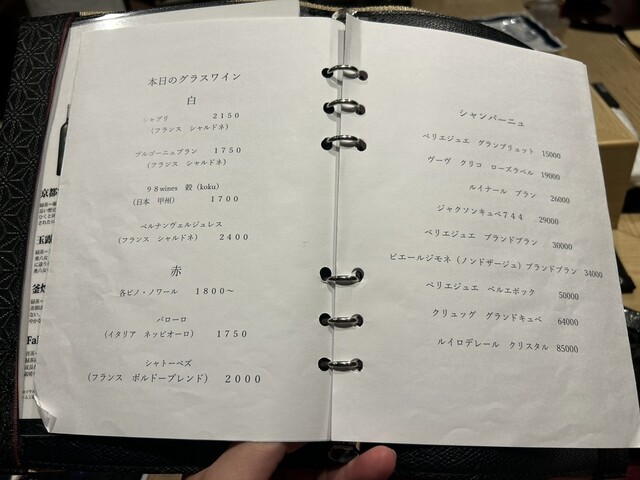 本日のグラスワイン
白
シャブリ 2150
(フランス シャルドネ)
ブルゴーニュブラン 1750
(フランス シャルドネ)
98wines 穀 (koku)
(日本 甲州) 1700
ペルナンヴェルジュレス
(フランス シャルドネ) 2400
赤
各ピノ・ノワール 1800～
バローロ
(イタリア ネッビオーロ) 1750
シャトーペズ
(フランス ボルドーブレンド) 2000
シャンパーニュ
ペリエジュエ グランブリュット 15000
ヴーヴ クリコ ローズラベル 19000
ルイナール ブラン 26000
ジャクソンキュベ744 29000
ペリエジュエ ブランドブラン 30000
ピエールジモネ (ノンドザージュ) ブランドブラン 34000
ペリエジュエ ベルエポック 50000
クリュッグ グランドキュベ 64000
ルイロデレール クリスタル 85000
京都
玉露